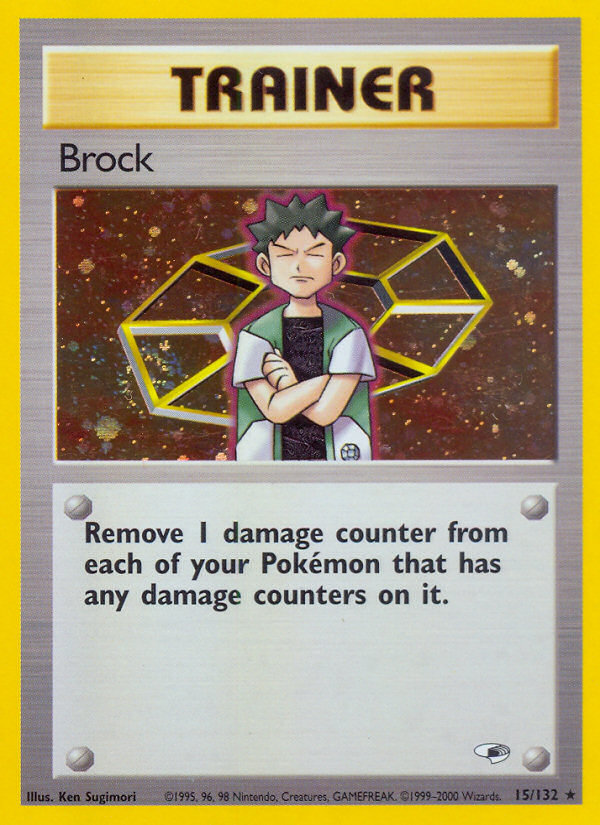 TRAINER
Brock
Remove 1 damage counter from
each of your Pokémon that has
any damage counters on it.
Illus. Ken Sugimori ©1995, 96, 98 Nintendo, Creatures, GAMEFREAK. ©1999-2000 Wizards. 15/132 ★